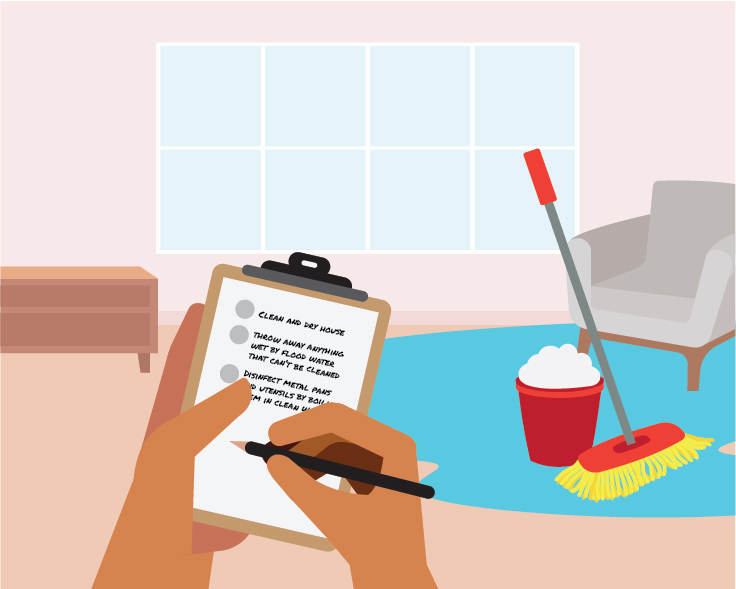 CLEAN AND DRY HOUSE
THROW AWAY ANYTHING
WET BY FLOOD WATER
THAT CAN'T BE CLEANED
DISINFECT METAL PANS
UTENSILS BY
IN CLEAN